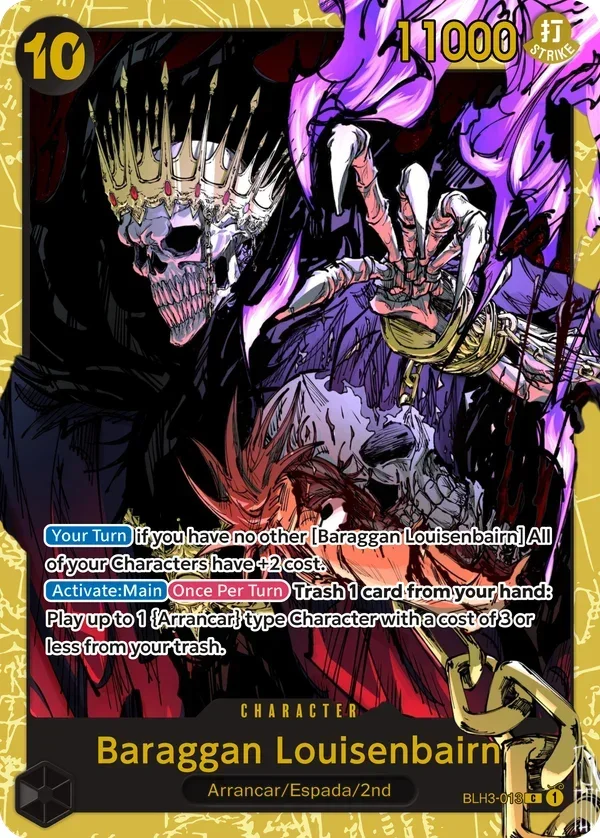 10
11000
打
STRIKE
Your Turn if you have no other [Baraggan Louisenbairn] All
of your Characters have +2 cost.
Activate:Main Once Per Turn Trash 1 card from your hand:
Play up to 1 {Arrancar} type Character with a cost of 3 or
less from your trash.
CHARACTER
Baraggan Louisenbairn
Arrancar/Espada/2nd
BLH3-013 C 1